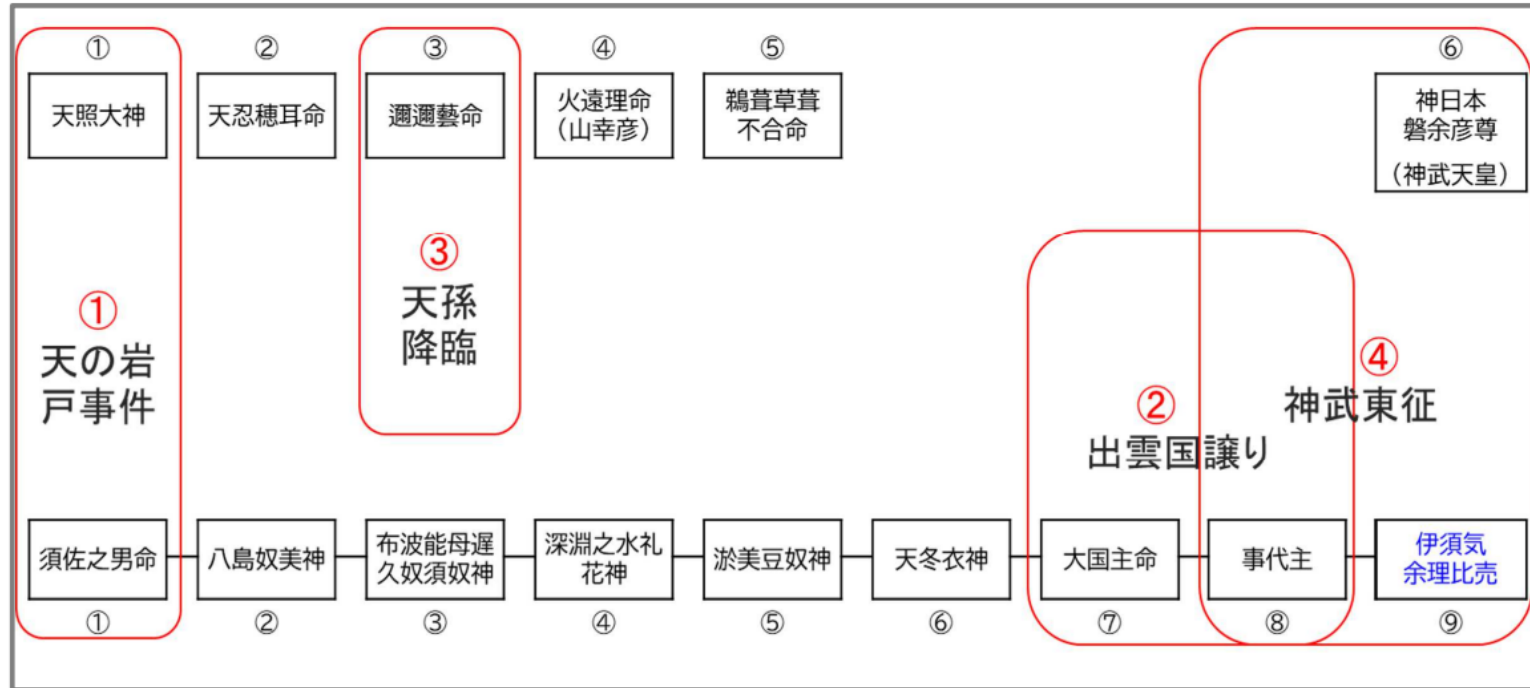 ① ② ③ ④ ⑤ ⑥
天照大神
天忍穂耳命
邇邇藝命
火遠理命
（山幸彦）
鵜葺草葺
不合命
神日本
磐余彦尊
（神武天皇）
①
天の岩
戸事件
③
天孫
降臨
②
出雲国譲り
④
神武東征
須佐之男命
八島奴美神
布波能母遅
久奴須奴神
深淵之水礼
花神
淤美豆奴神
天冬衣神
大国主命
事代主
伊須気
余理比売
① ② ③ ④ ⑤ ⑥ ⑦ ⑧ ⑨